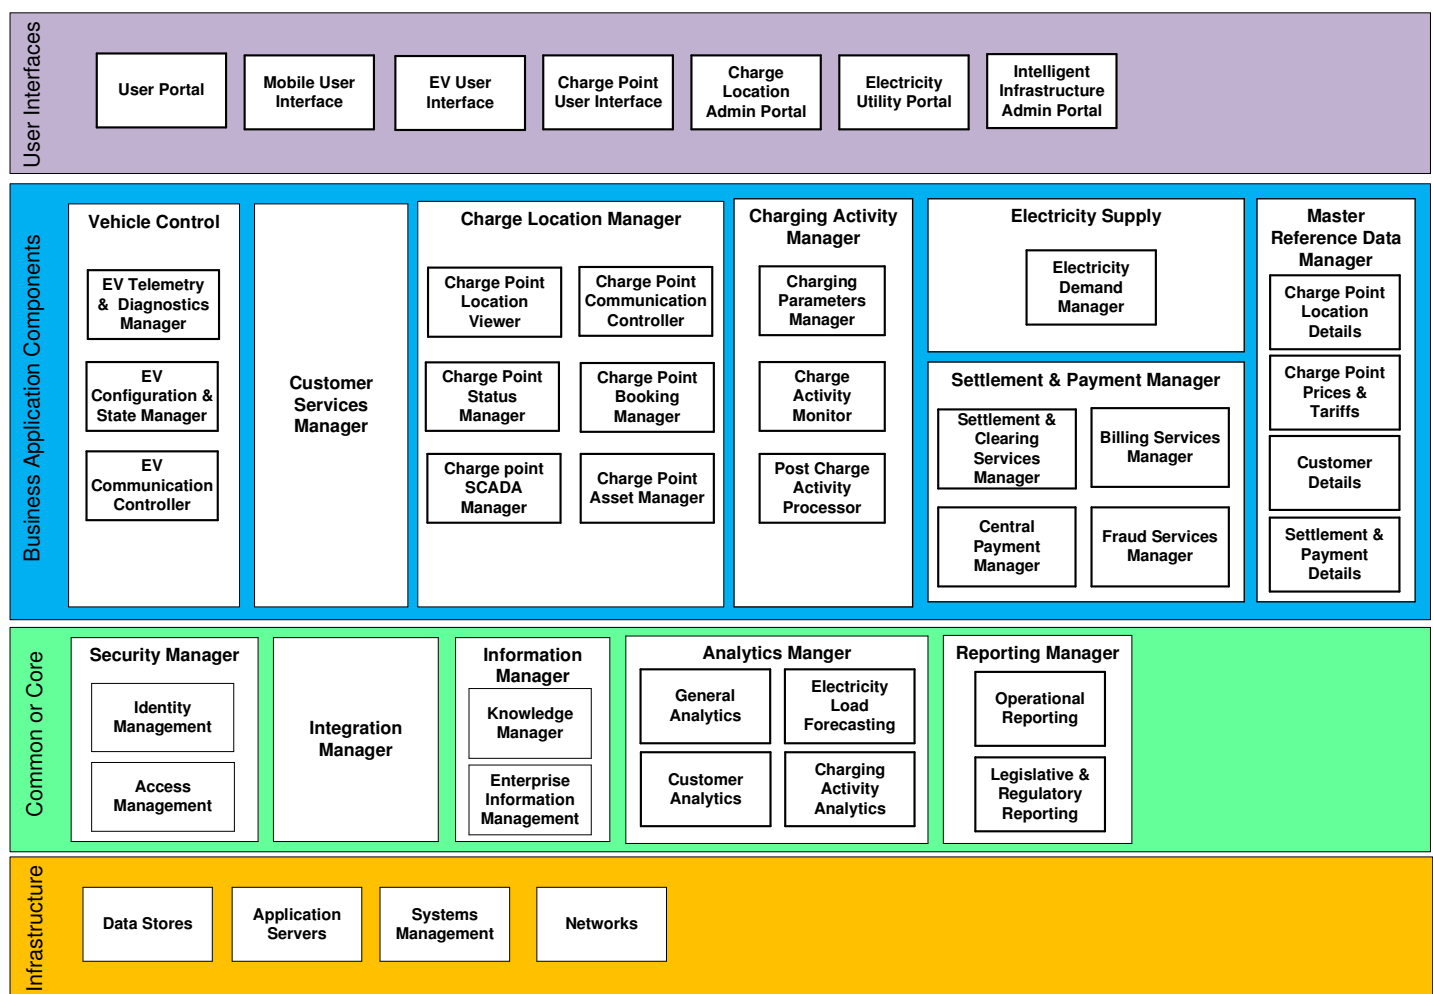 User Interfaces
User Portal
Mobile User
Interface
EV User
Interface
Charge Point
User Interface
Charge
Location
Admin Portal
Electricity
Utility Portal
Intelligent
Infrastructure
Admin Portal
Business Application Components
Vehicle Control
EV Telemetry
& Diagnostics
Manager
EV
Configuration &
State Manager
EV
Communication
Controller
Customer
Services
Manager
Charge Location Manager
Charge Point
Location
Viewer
Charge Point
Communication
Controller
Charge Point
Status
Manager
Charge Point
Booking
Manager
Charge point
SCADA
Manager
Charge Point
Asset Manager
Charging Activity
Manager
Charging
Parameters
Manager
Charge
Activity
Monitor
Post Charge
Activity
Processor
Electricity Supply
Electricity
Demand
Manager
Settlement & Payment Manager
Settlement &
Clearing
Services
Manager
Billing Services
Manager
Central
Payment
Manager
Fraud Services
Manager
Master
Reference Data
Manager
Charge Point
Location
Details
Charge Point
Prices &
Tariffs
Customer
Details
Settlement &
Payment
Details
Common or Core
Security Manager
Identity
Management
Access
Management
Integration
Manager
Information
Manager
Knowledge
Manager
Enterprise
Information
Management
Analytics Manger
General
Analytics
Electricity
Load
Forecasting
Customer
Analytics
Charging
Activity
Analytics
Reporting Manager
Operational
Reporting
Legislative &
Regulatory
Reporting
Infrastructure
Data Stores
Application
Servers
Systems
Management
Networks